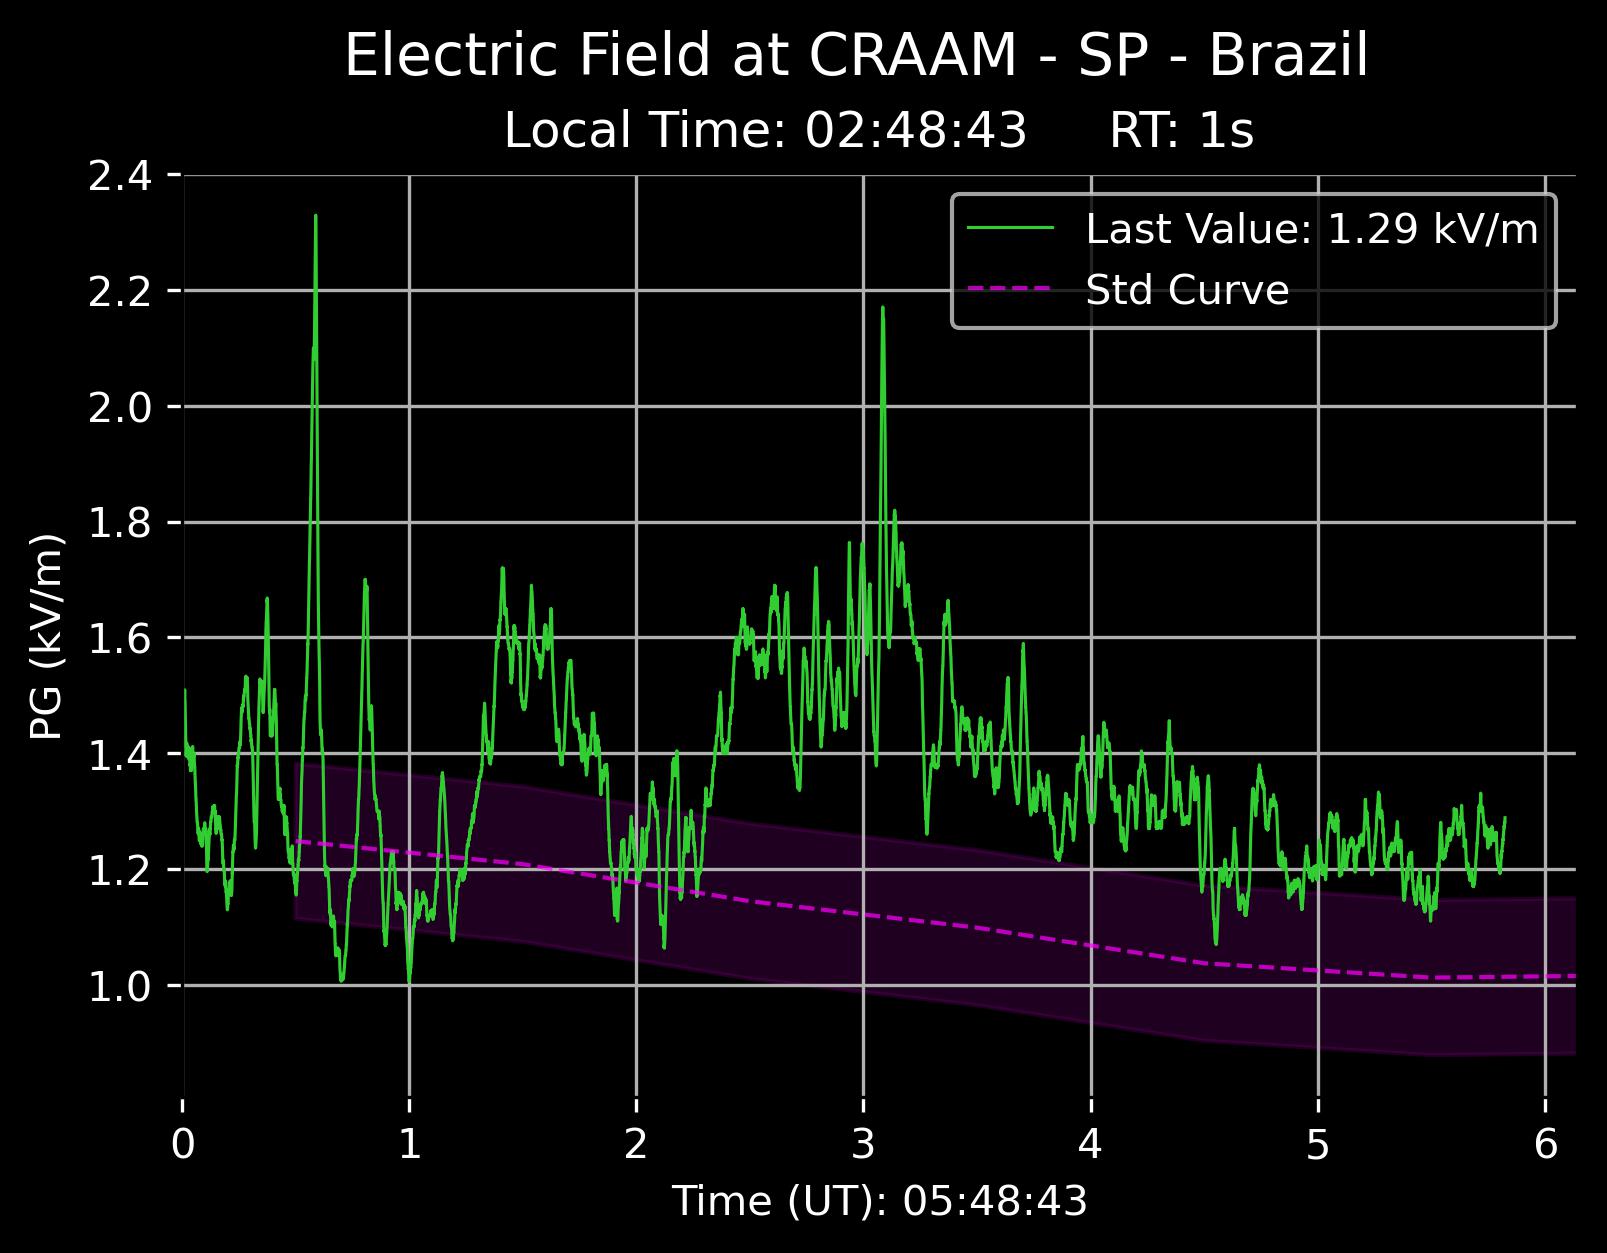 Electric Field at CRAAM - SP - Brazil
Local Time: 02:48:43 RT: 1s
Last Value: 1.29 kV/m
Std Curve
PG (kV/m)
2.4
2.2
2.0
1.8
1.6
1.4
1.2
1.0
0 1 2 3 4 5 6
Time (UT): 05:48:43